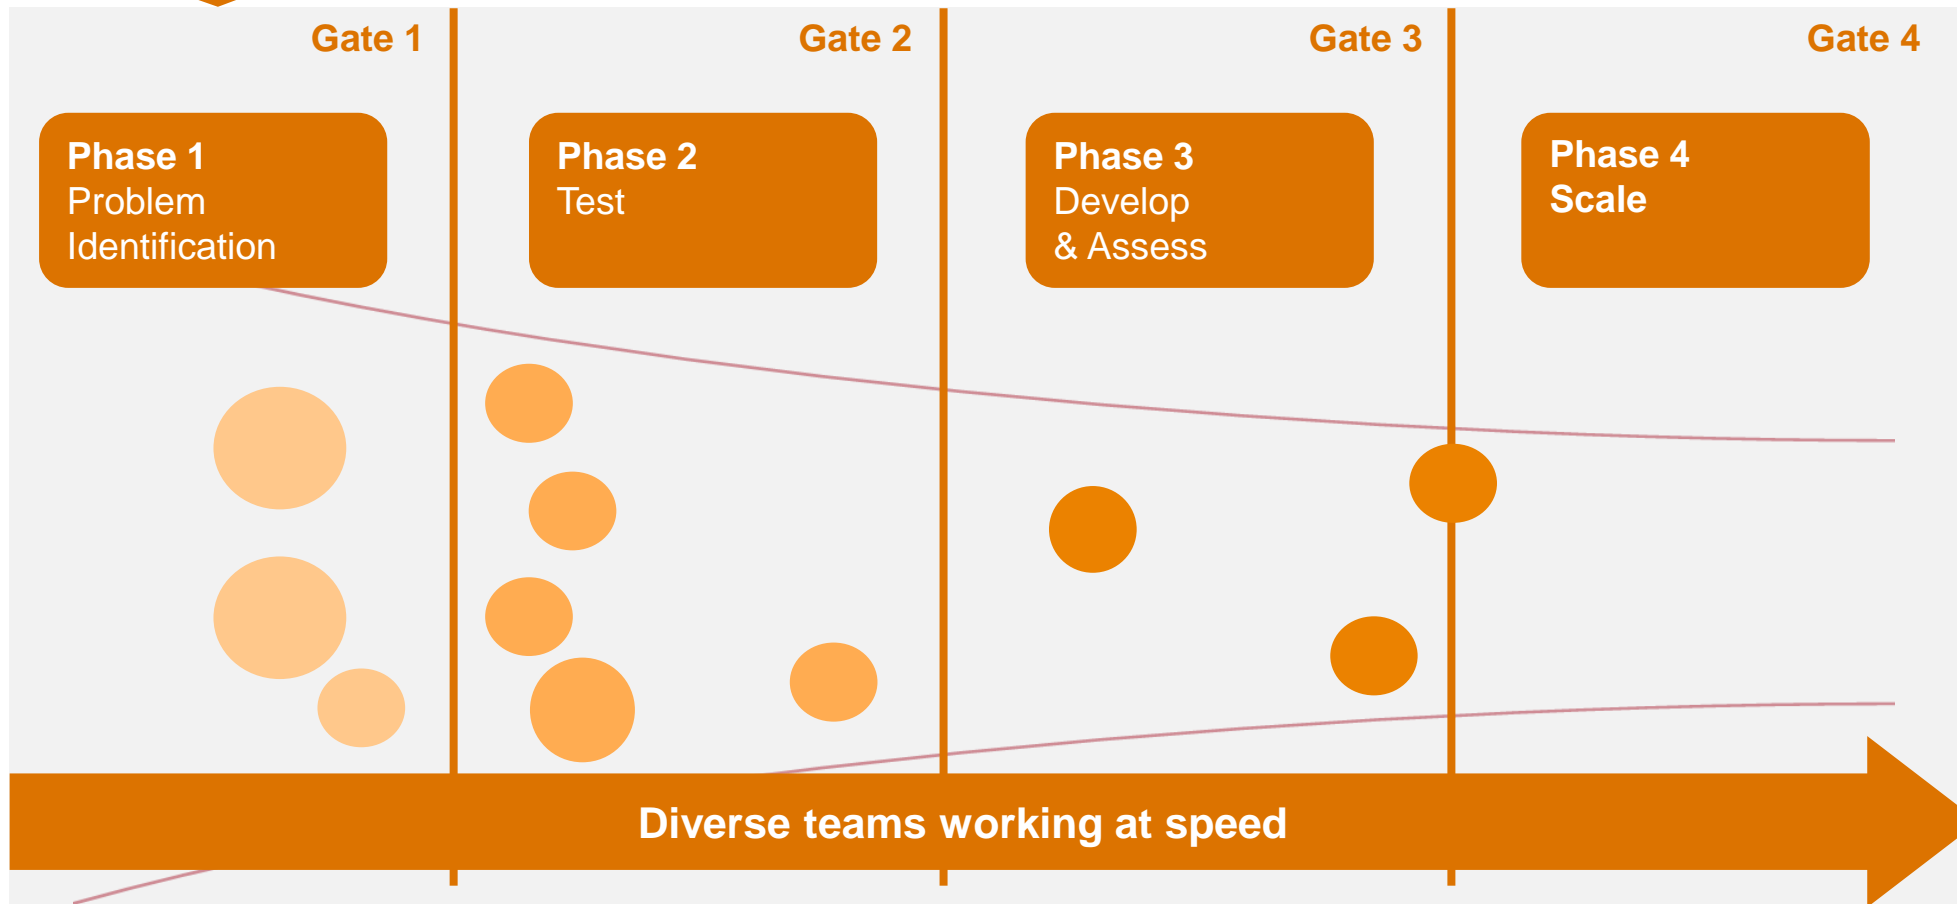 Gate 1
Gate 2
Gate 3
Gate 4
Phase 1
Problem
Identification
Phase 2
Test
Phase 3
Develop
& Assess
Phase 4
Scale
Diverse teams working at speed